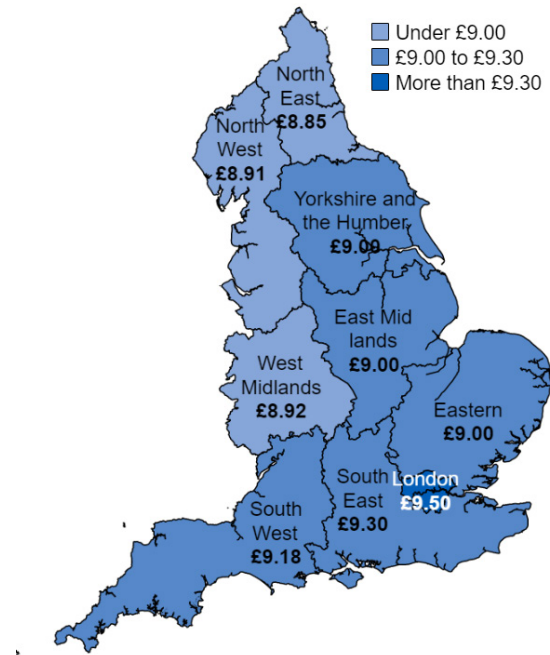 Under £9.00
£9.00 to £9.30
More than £9.30
North
East
£8.85
North
West
£8.91
Yorkshire and
the Humber
£9.00
East Mid
lands
£9.00
West
Midlands
£8.92
Eastern
£9.00
London
£9.50
South
East
£9.30
South
West
£9.18